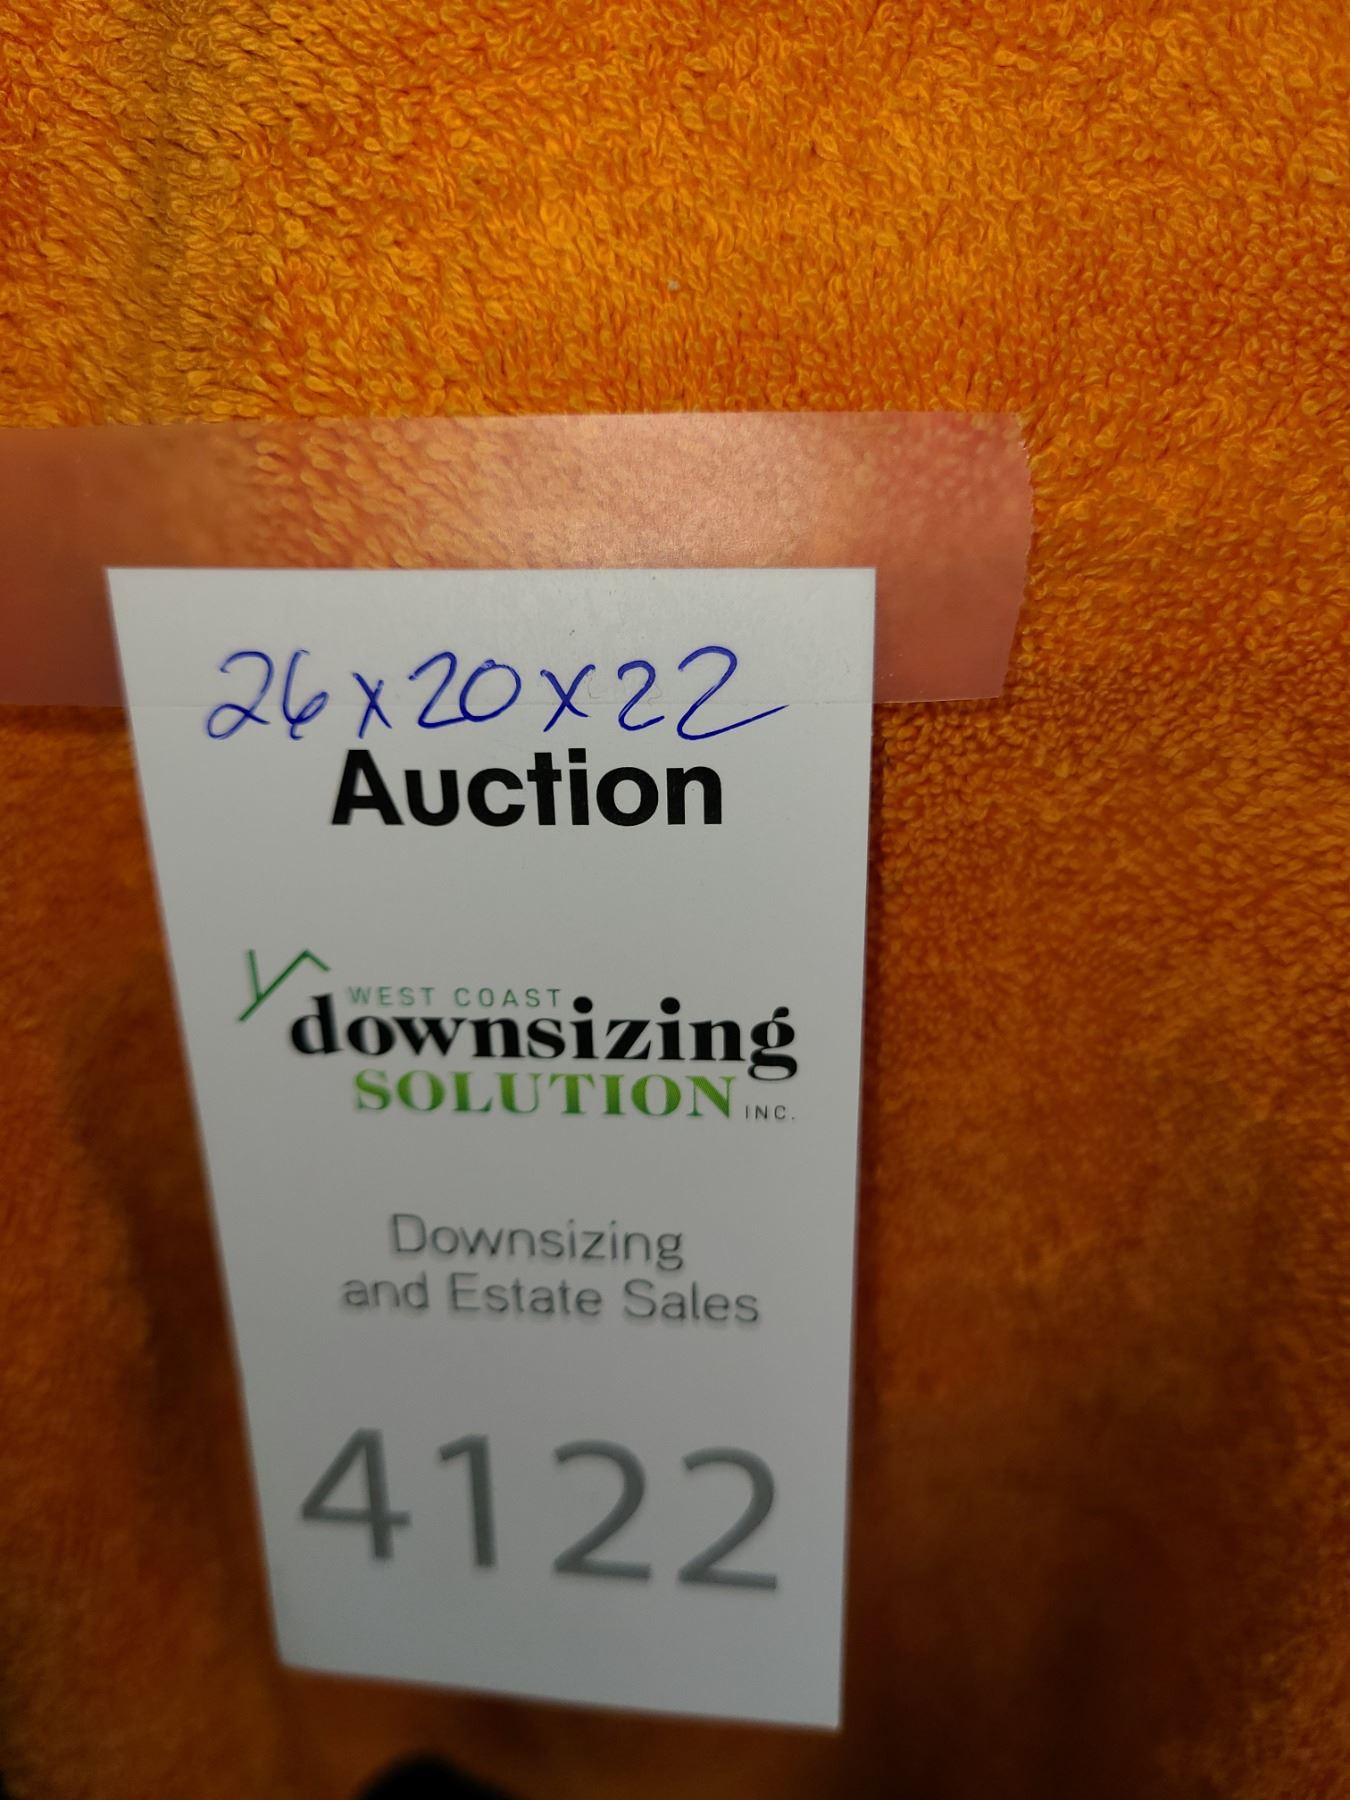 26x20x22
Auction
WEST COAST
downsizing
SOLUTION INC.
Downsizing
and Estate Sales
4122